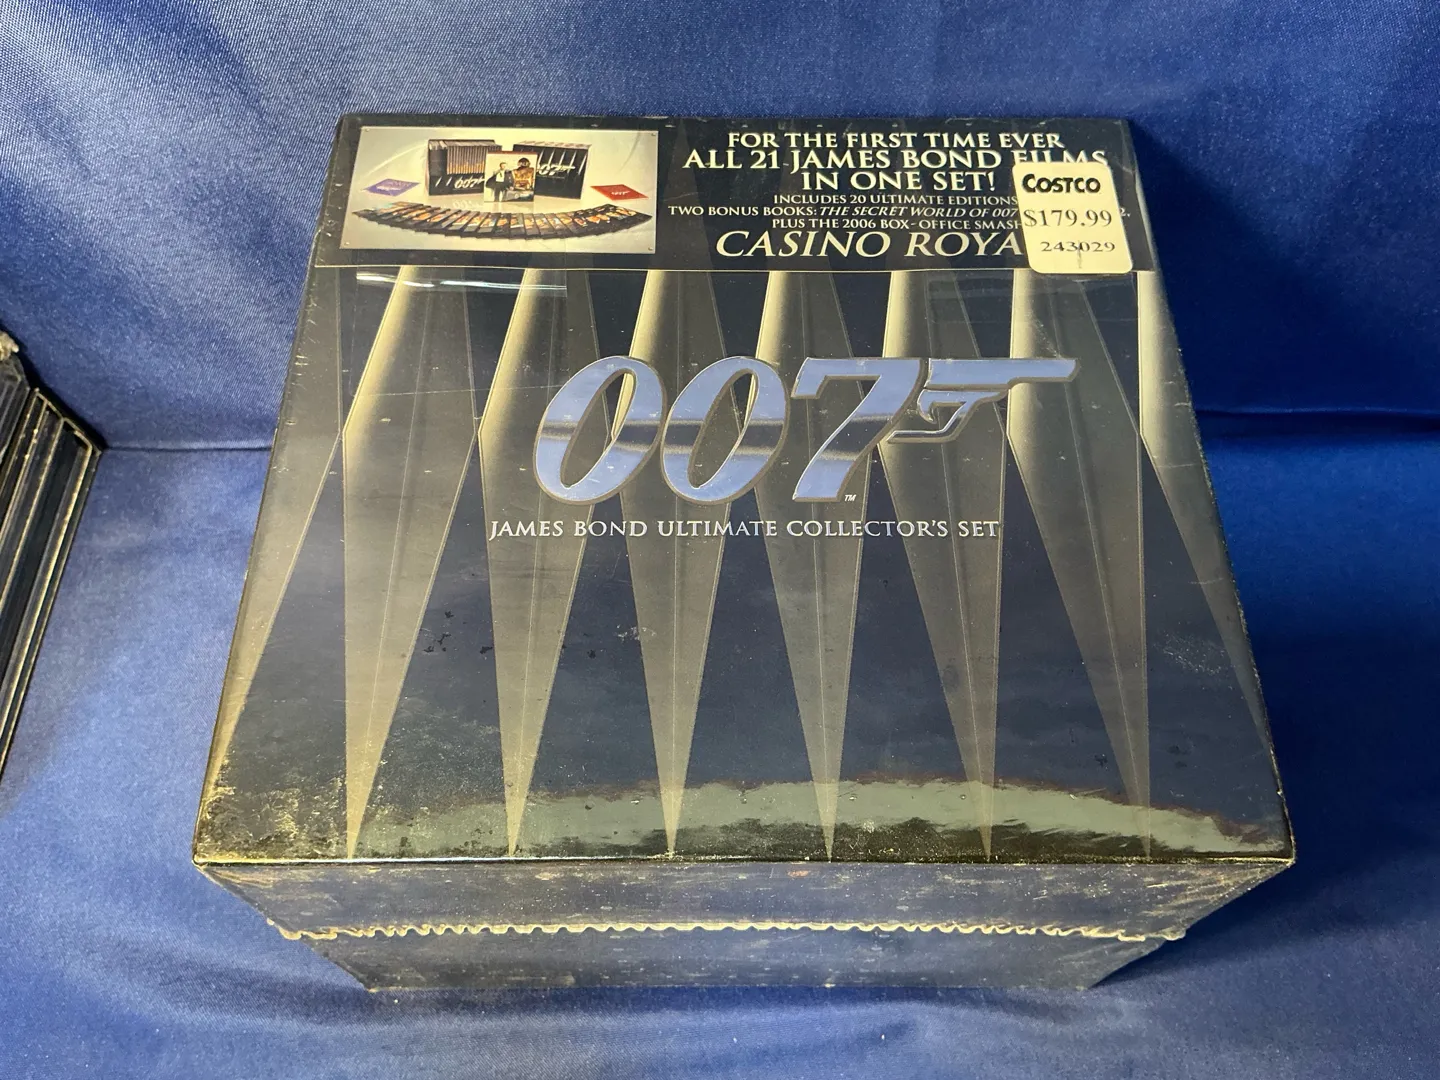 FOR THE FIRST TIME EVER
ALL 21 JAMES BOND FILMS
IN ONE SET!
INCLUDES 20 ULTIMATE EDITIONS
TWO BONUS BOOKS: THE SECRET WORLD OF 007
PLUS THE 2006 BOX-OFFICE SMASH
CASINO ROYA
COSTCO
$179.99
243029
007
TM
JAMES BOND ULTIMATE COLLECTOR'S SET